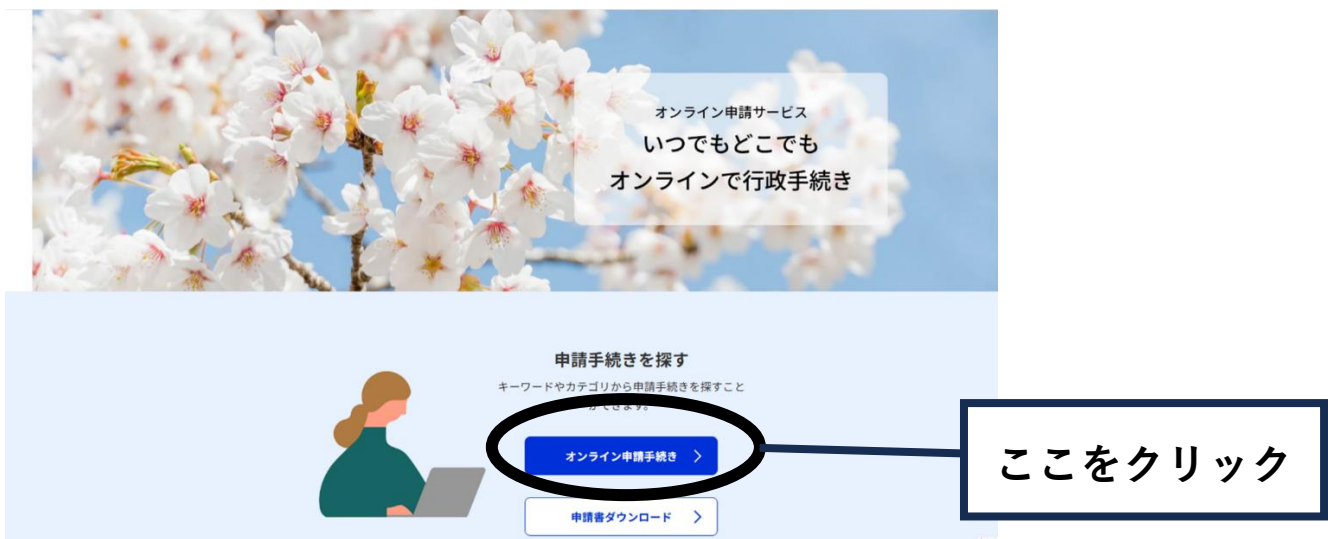 オンライン申請サービス
いつでもどこでも
オンラインで行政手続き
申請手続きを探す
キーワードやカテゴリから申請手続きを探すこと
ができます。
オンライン申請手続き
ここをクリック
申請書ダウンロード